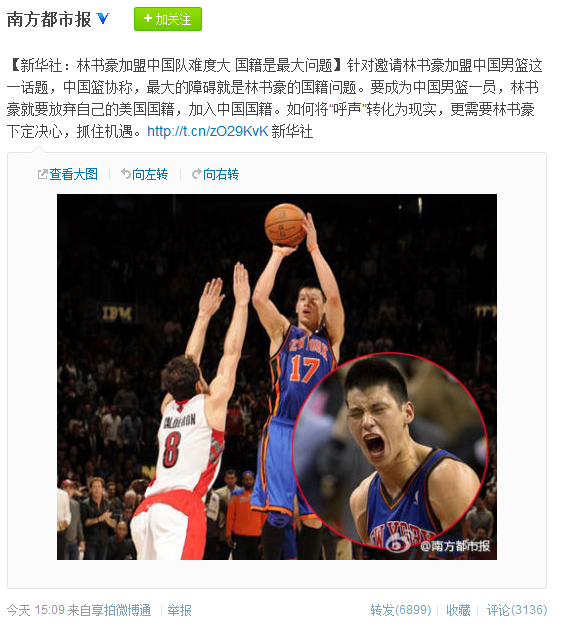 南方都市报 V + 加关注
【新华社：林书豪加盟中国队难度大 国籍是最大问题】针对邀请林书豪加盟中国男篮这
一话题，中国篮协称，最大的障碍就是林书豪的国籍问题。要成为中国男篮一员，林书
豪就要放弃自己的美国国籍，加入中国国籍。如何将“呼声”转化为现实，更需要林书豪
下定决心，抓住机遇。http://t.cn/zO29KvK 新华社
查看大图 | 向左转 | 向右转
IBM
NEW YORK
17
CALDERON
8
NEW YORK
@南方都市报
今天 15:09 来自享拍微博通 | 举报 转发(6899) | 收藏 | 评论(3136)